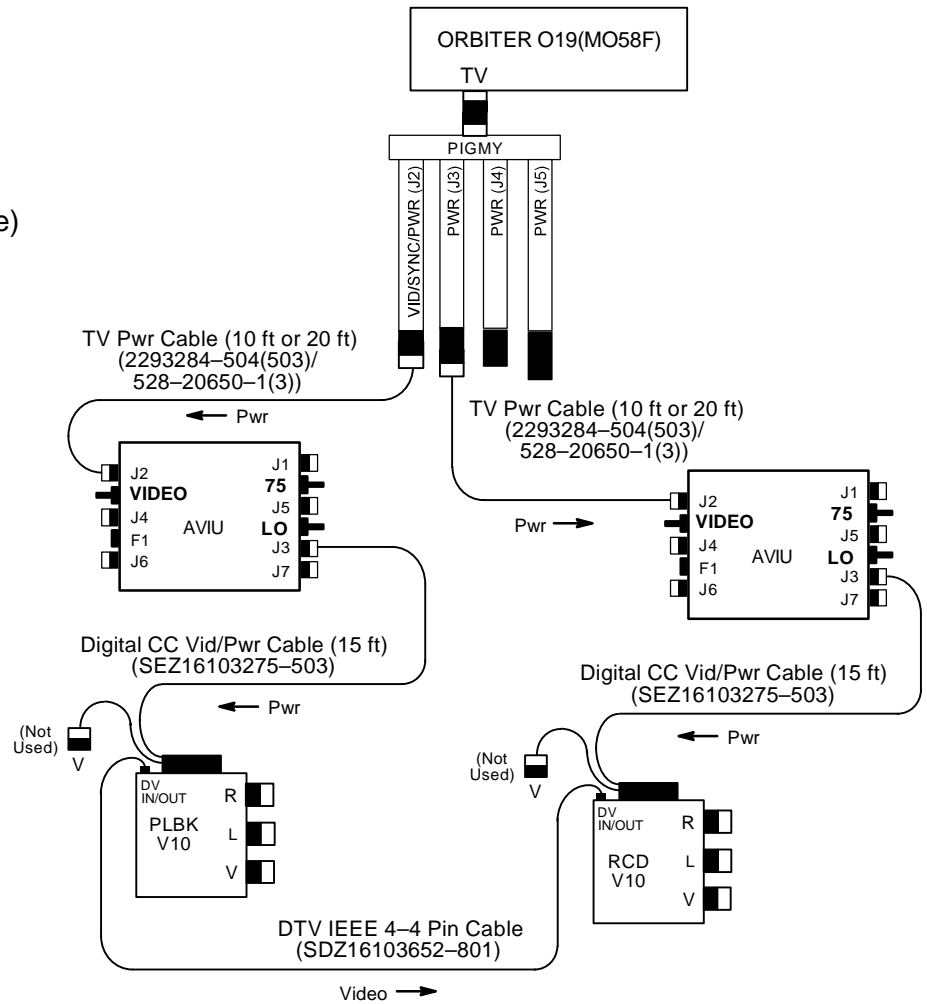 ORBITER O19(MO58F)
TV
PIGMY
VID/SYNC/PWR (J2)
PWR (J3)
PWR (J4)
PWR (J5)
e)
TV Pwr Cable (10 ft or 20 ft)
(2293284–504(503)/
528–20650–1(3))
Pwr
TV Pwr Cable (10 ft or 20 ft)
(2293284–504(503)/
528–20650–1(3))
Pwr
J2
VIDEO
J4
F1
J6
AVIU
J1
75
J5
LO
J3
J7
J2
VIDEO
J4
F1
J6
AVIU
J1
75
J5
LO
J3
J7
Digital CC Vid/Pwr Cable (15 ft)
(SEZ16103275–503)
Pwr
Digital CC Vid/Pwr Cable (15 ft)
(SEZ16103275–503)
Pwr
(Not
Used)
V
DV
IN/OUT
PLBK
V10
R
L
V
(Not
Used)
V
DV
IN/OUT
RCD
V10
R
L
V
DTV IEEE 4–4 Pin Cable
(SDZ16103652–801)
Video